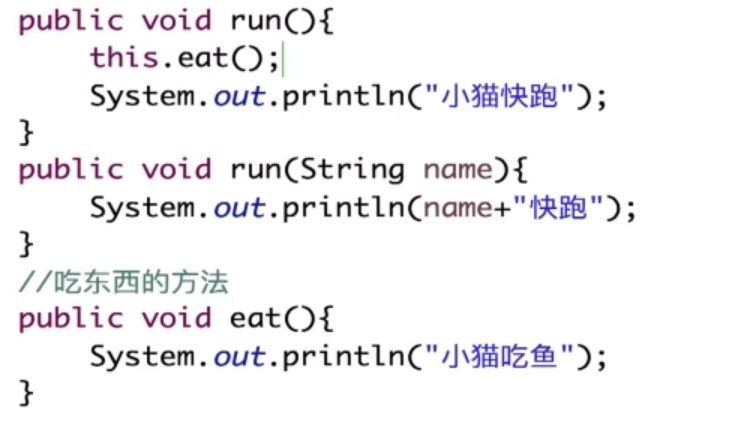 public void run(){
    this.eat();
    System.out.println("小猫快跑");
}
public void run(String name){
    System.out.println(name+"快跑");
}
//吃东西的方法
public void eat(){
    System.out.println("小猫吃鱼");
}